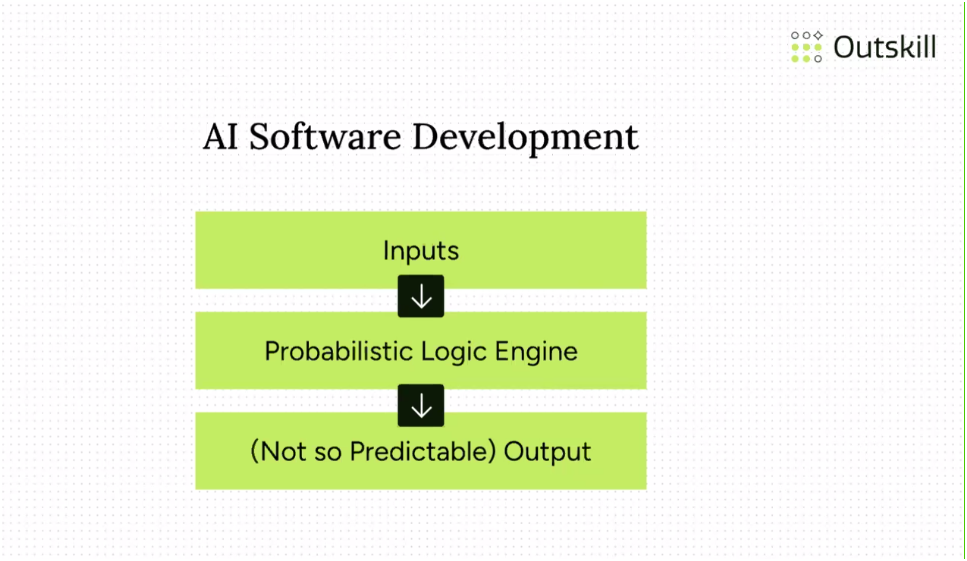 Outskill
AI Software Development
Inputs
Probabilistic Logic Engine
(Not so Predictable) Output